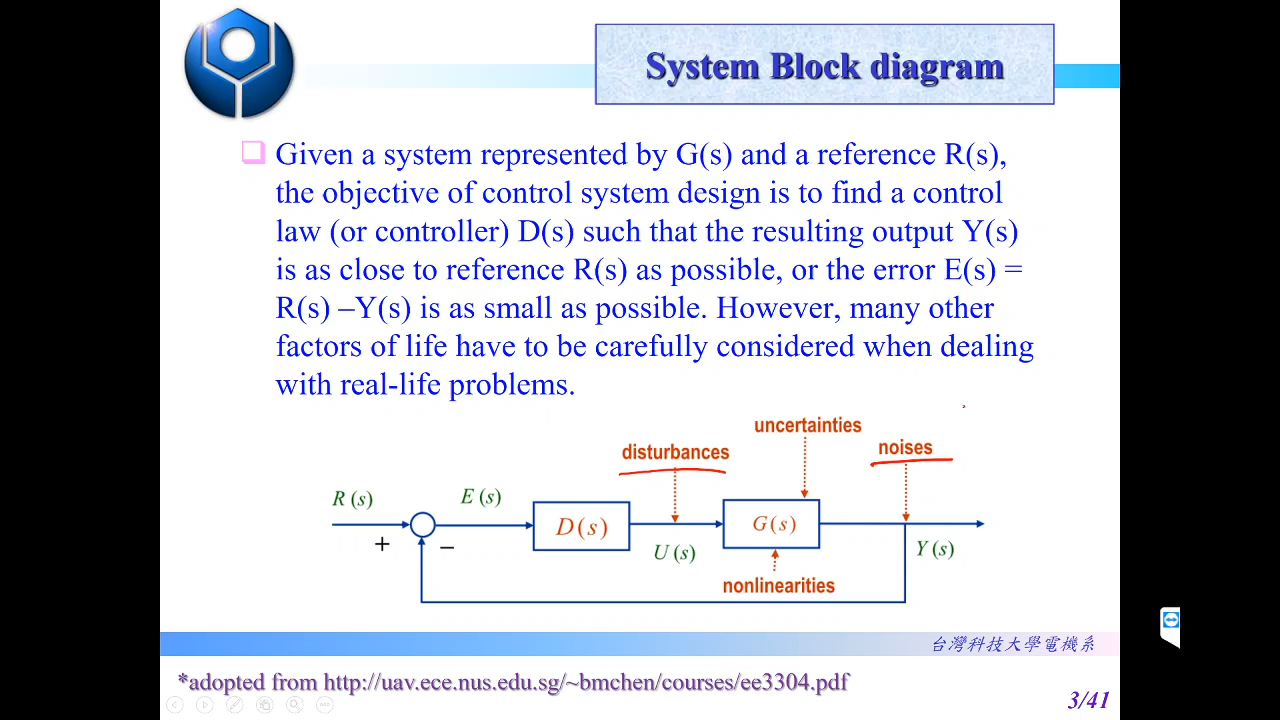 System Block diagram
Given a system represented by G(s) and a reference R(s),
the objective of control system design is to find a control
law (or controller) D(s) such that the resulting output Y(s)
is as close to reference R(s) as possible, or the error E(s) =
R(s) –Y(s) is as small as possible. However, many other
factors of life have to be carefully considered when dealing
with real-life problems.
uncertainties
disturbances
noises
R (s)
E (s)
D(s)
G(s)
+
−
U (s)
Y (s)
nonlinearities
台灣科技大學電機系
*adopted from http://uav.ece.nus.edu.sg/~bmchen/courses/ee3304.pdf
3/41